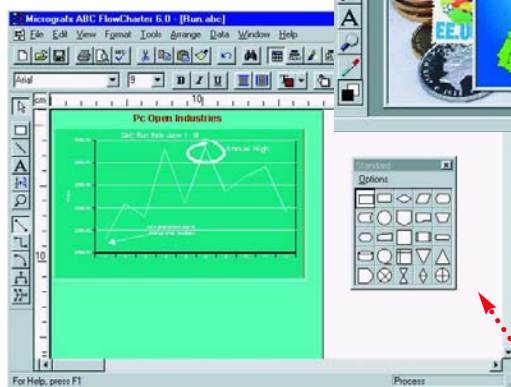 Micrografx ABC FlowCharter 6.0 - [Run.abc]
File Edit View Format Tools Arrange Data Window Help
Arial 9 B I U
cm 10
Pc Open Industries
Annual High
10
Standard
Options
A
A
EE.U
For Help, press F1
Process